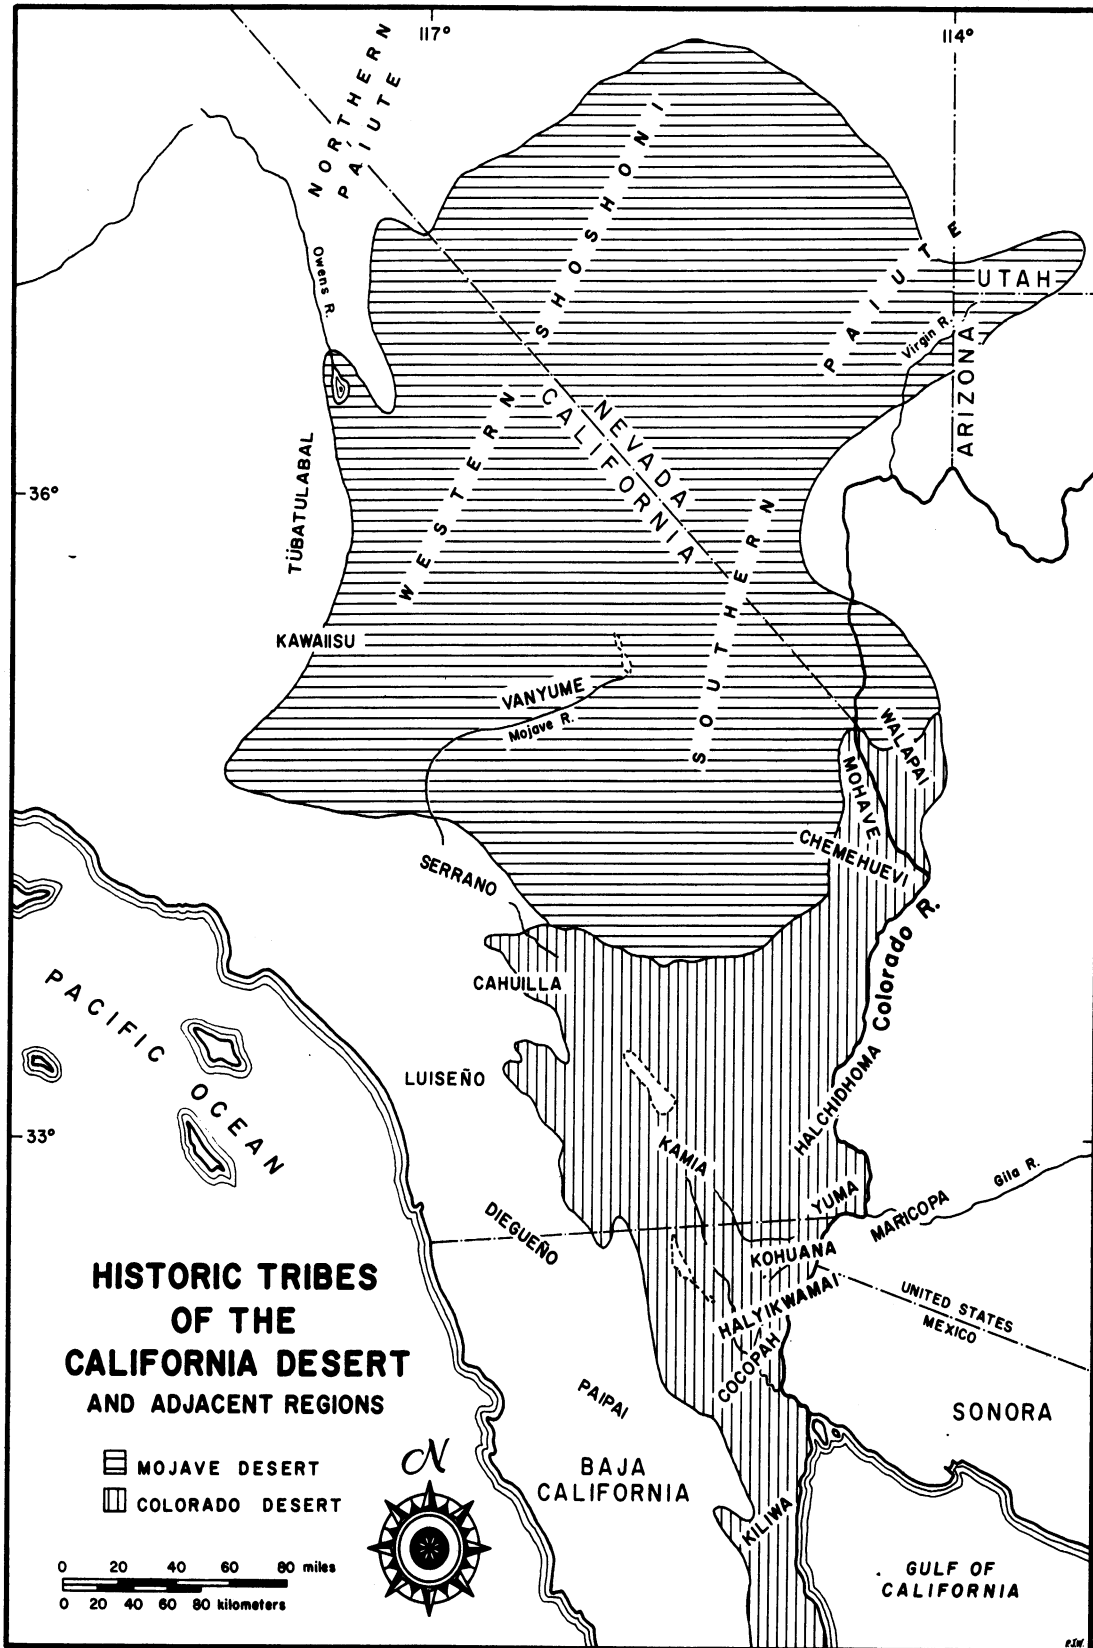 117°
114°
NORTHERN
PAIUTE
WESTERN SHOSHONI
SOUTHERN PAIUTE
UTAH
Owens R.
Virgin R.
ARIZONA
NEVADA
CALIFORNIA
TÜBATULABAL
36°
KAWAIISU
VANYUME
Mojave R.
WALAPAI
MOHAVE
CHEMEHUEVI
SERRANO
Colorado R.
CAHUILLA
PACIFIC
OCEAN
LUISEÑO
HALCHIDHOMA
33°
KAMIA
Gila R.
YUMA
MARICOPA
DIEGUEÑO
KOHUANA
HALYIKWAMAI
UNITED STATES
MEXICO
COCOPAH
PAIPAI
SONORA
BAJA
CALIFORNIA
KILIWA
GULF OF
CALIFORNIA
HISTORIC TRIBES
OF THE
CALIFORNIA DESERT
AND ADJACENT REGIONS
MOJAVE DESERT
COLORADO DESERT
N
0 20 40 60 80 miles
0 20 40 60 80 kilometers